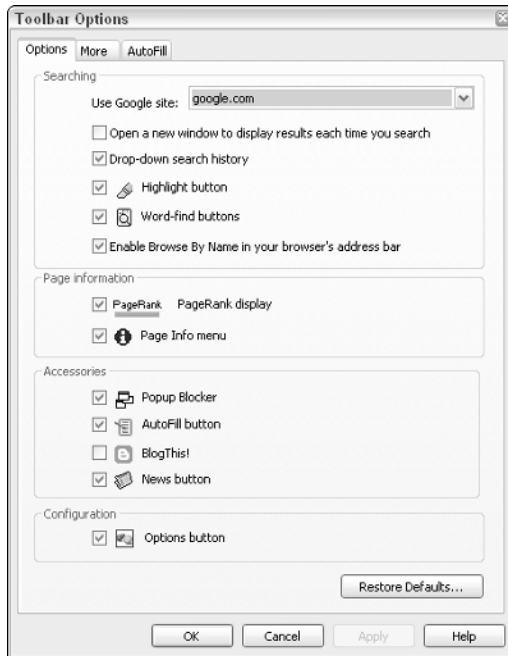 Toolbar Options
Options More AutoFill
Searching
Use Google site: google.com
Open a new window to display results each time you search
Drop-down search history
Highlight button
Word-find buttons
Enable Browse By Name in your browser's address bar
Page information
PageRank PageRank display
Page Info menu
Accessories
Popup Blocker
AutoFill button
BlogThis!
News button
Configuration
Options button
Restore Defaults...
OK Cancel Apply Help